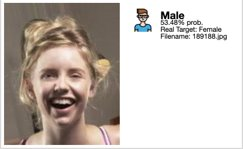 Male
53.48% prob.
Real Target: Female
Filename: 189188.jpg